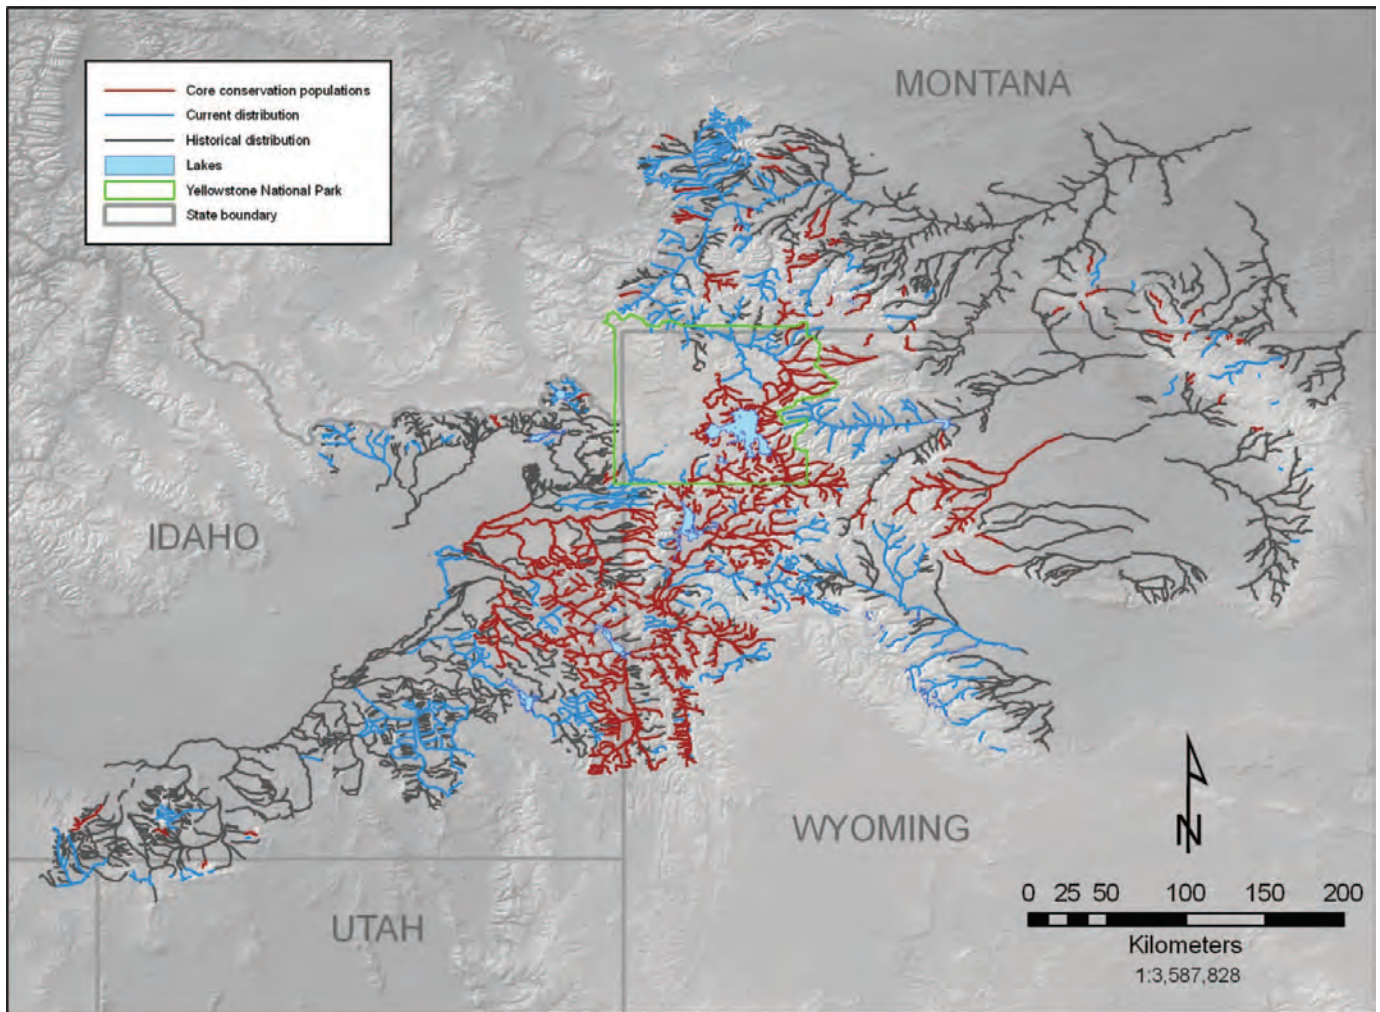 MONTANA
Core conservation populations
Current distribution
Historical distribution
Lakes
Yellowstone National Park
State boundary
IDAHO
WYOMING
N
UTAH
0 25 50 100 150 200
Kilometers
1:3,587,828